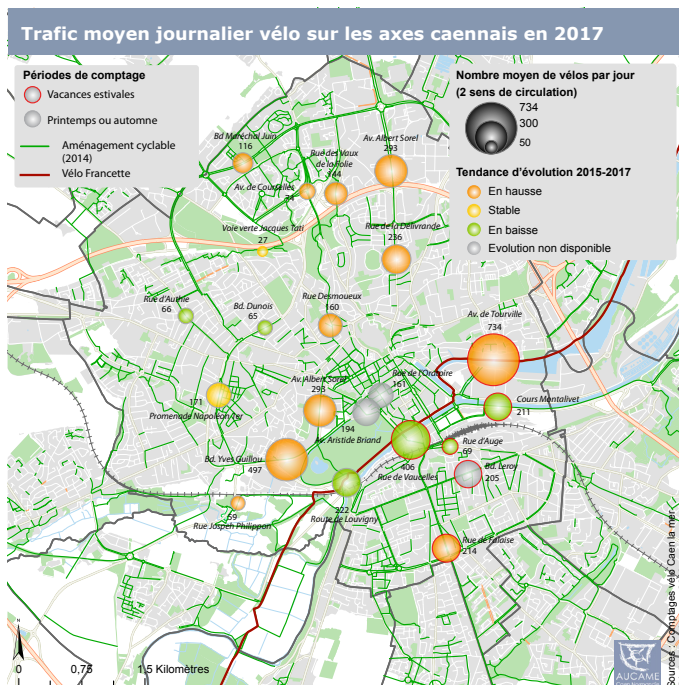 Trafic moyen journalier vélo sur les axes caennais en 2017
Périodes de comptage
Vacances estivales
Printemps ou automne
Aménagement cyclable
(2014)
Vélo Francette
Nombre moyen de vélos par jour
(2 sens de circulation)
734
300
50
Tendance d'évolution 2015-2017
En hausse
Stable
En baisse
Evolution non disponible
Bd Maréchal Juin
116
Rue des Vaux
de la Folie
144
Av. Albert Sorel
293
Av. de Courselles
74
Voie verte Jacques Tati
27
Rue de la Délivrande
236
Rue d'Authie
66
Bd. Dunois
65
Rue Desmoueux
160
Av. de Tourville
734
171
Promenade Napoléon 1er
Av. Albert Sorel
293
Rue de l'Oratoire
161
194
Av. Aristide Briand
Cours Montalivet
211
Bd. Yves Guillou
497
406
Rue de Vaucelles
Rue d'Auge
69
Bd. Leroy
205
59
Rue Jospeh Philippon
222
Route de Louvigny
Rue de Falaise
214
N
0
0,75
1,5 Kilomètres
Sources : Comptages vélo Caen la mer
AUCAME